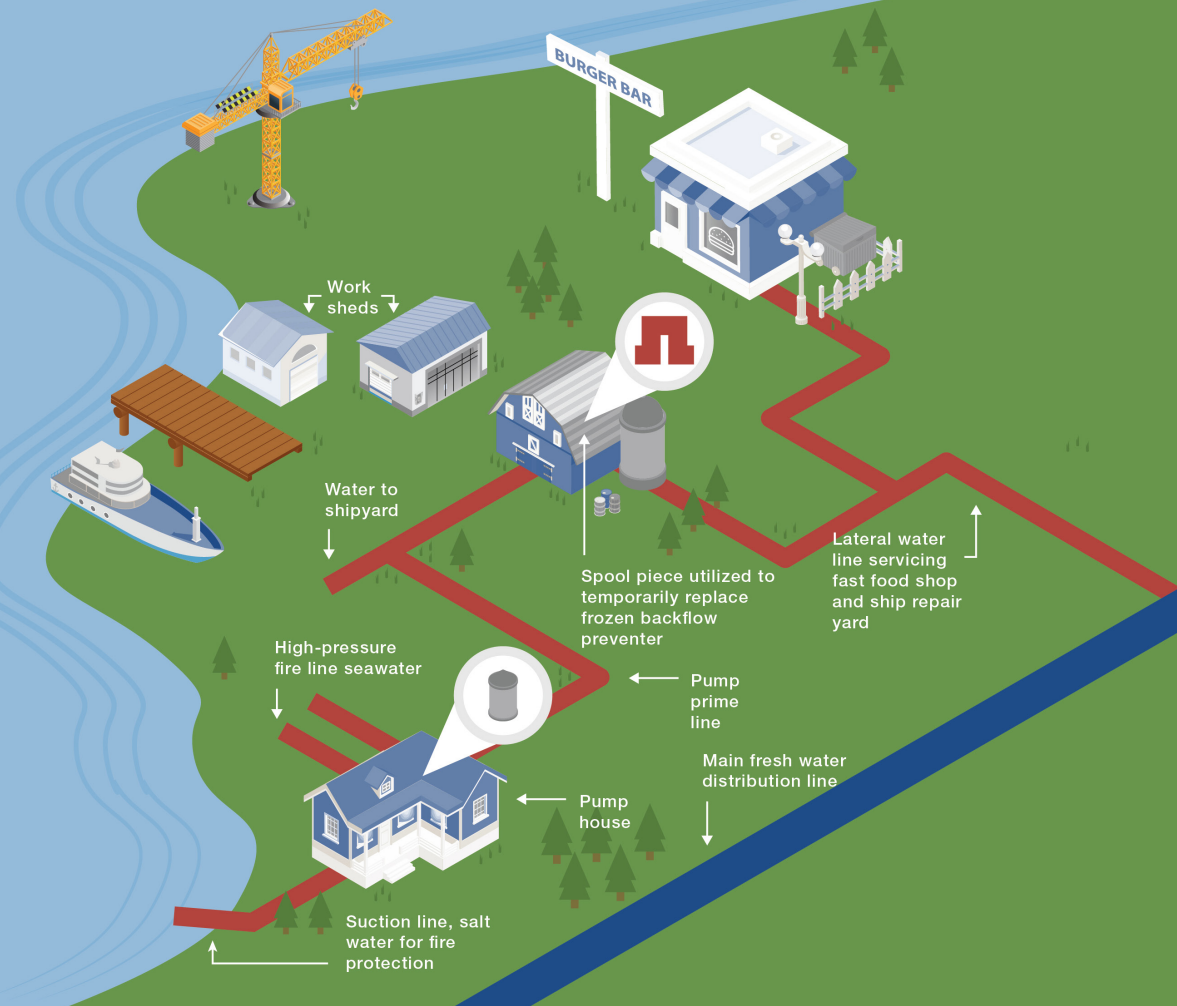 BURGER BAR
Work
sheds
Water to
shipyard
Spool piece utilized to
temporarily replace
frozen backflow
preventer
Lateral water
line servicing
fast food shop
and ship repair
yard
High-pressure
fire line seawater
Pump
prime
line
Main fresh water
distribution line
Pump
house
Suction line, salt
water for fire
protection